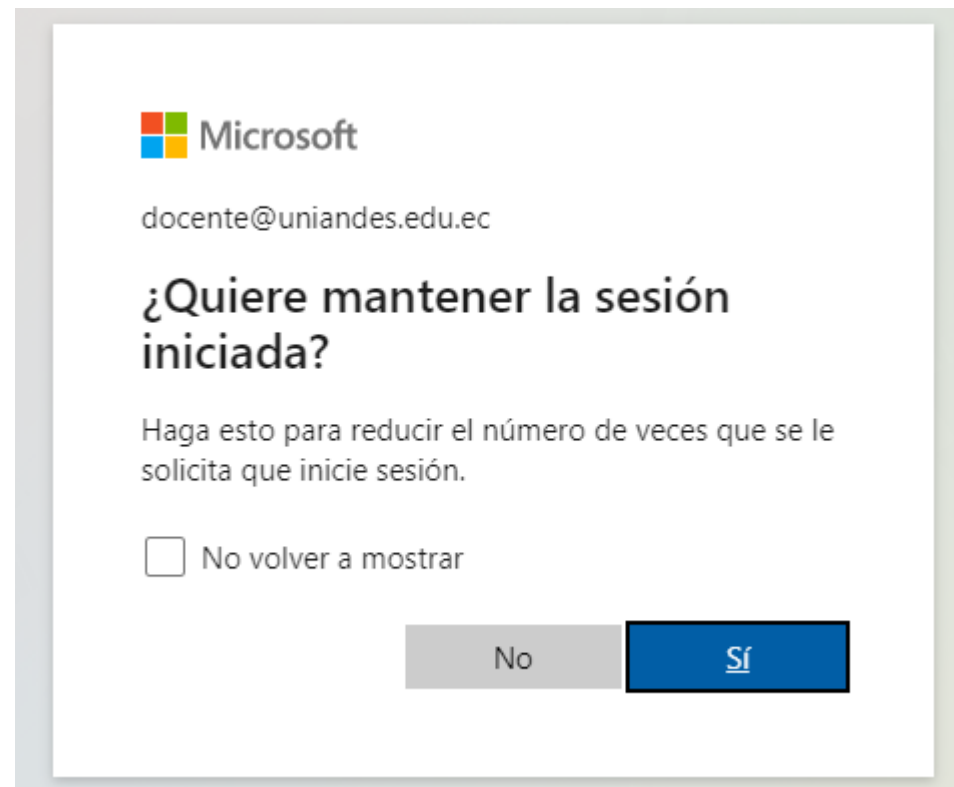 Microsoft
docente@uniandes.edu.ec
¿Quiere mantener la sesión
iniciada?
Haga esto para reducir el número de veces que se le
solicita que inicie sesión.
No volver a mostrar
No
Sí